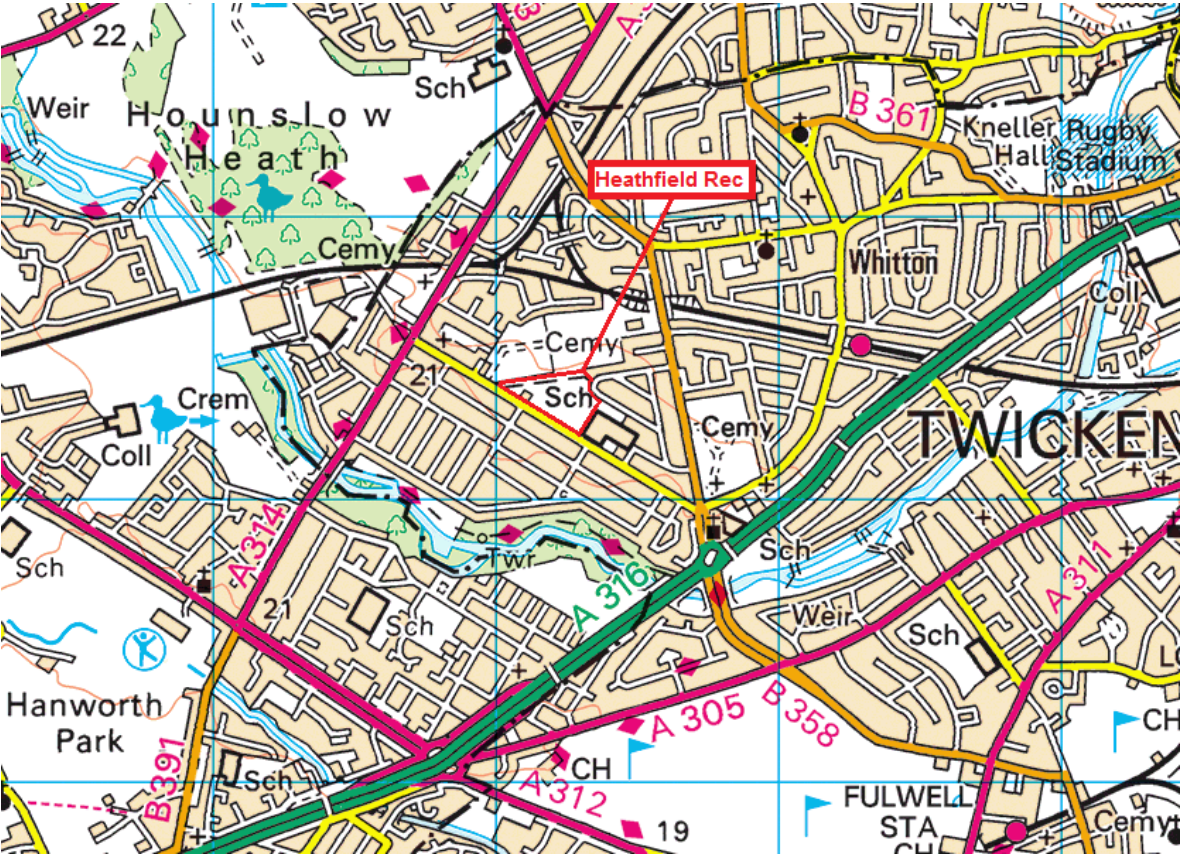 22
Sch
Weir
Hounslow
Heath
B 361
Kneller
Hall
Rugby
Stadium
Heathfield Rec
Cemy
Whitton
Coll
Cemy
21
Sch
Crem
Coll
Cemy
TWICKEN
A 314
Sch
Twr
A 316
Sch
A 311
21
Sch
Weir
Sch
Hanworth
Park
A 305
B 358
CH
B 391
Sch
CH
A 312
FULWELL
STA
CH
19
Cemy